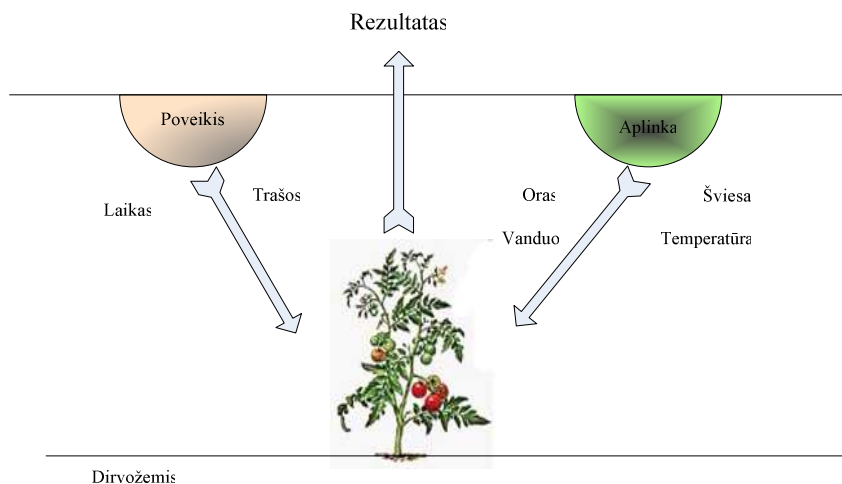 Rezultatas
Poveikis
Aplinka
Laikas
Trašos
Oras
Šviesa
Vanduo
Temperatūra
Dirvožemis